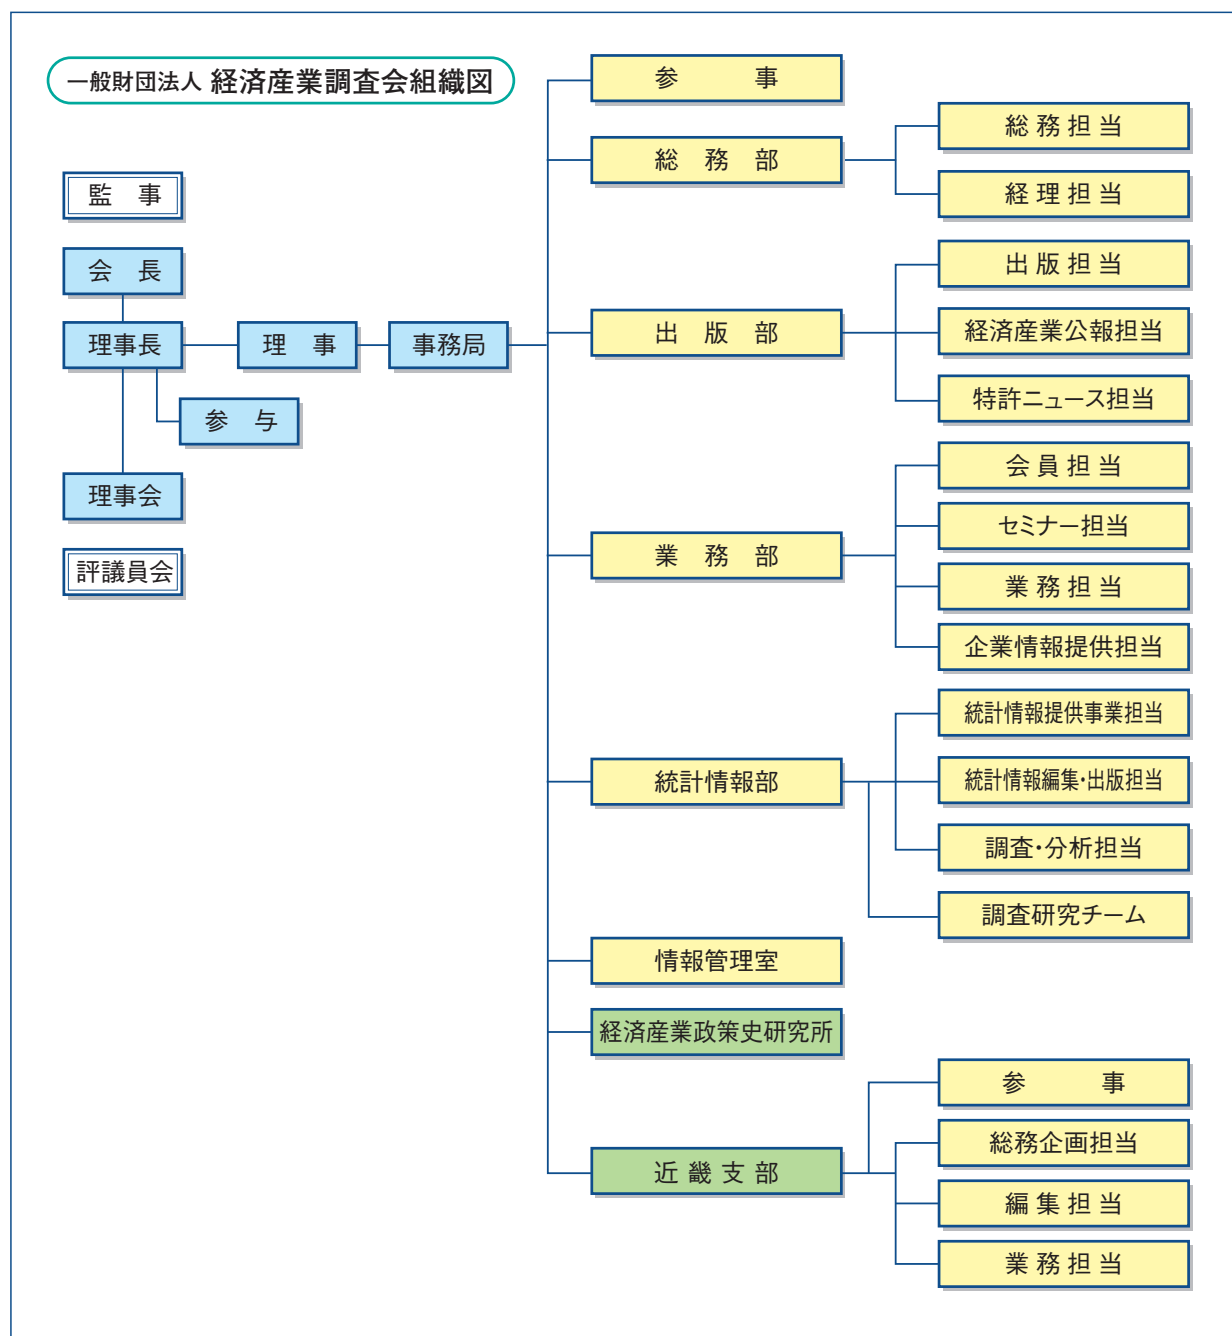 一般財団法人 経済産業調査会組織図
監 事
会 長
理事長
理 事
事務局
参 与
理事会
評議員会
参 事
総 務 部
総務担当
経理担当
出 版 部
出版担当
経済産業公報担当
特許ニュース担当
業 務 部
会員担当
セミナー担当
業務担当
企業情報提供担当
統計情報部
統計情報提供事業担当
統計情報編集・出版担当
調査・分析担当
調査研究チーム
情報管理室
経済産業政策史研究所
近畿支部
参 事
総務企画担当
編集担当
業務担当